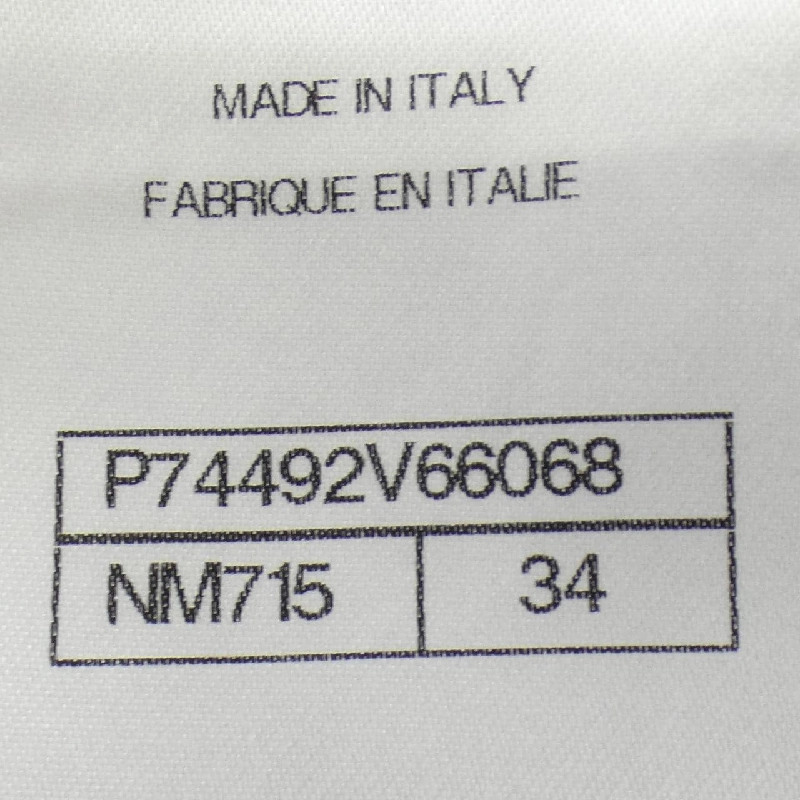 MADE IN ITALY
FABRIQUE EN ITALIE
P74492V66068
NM715 34